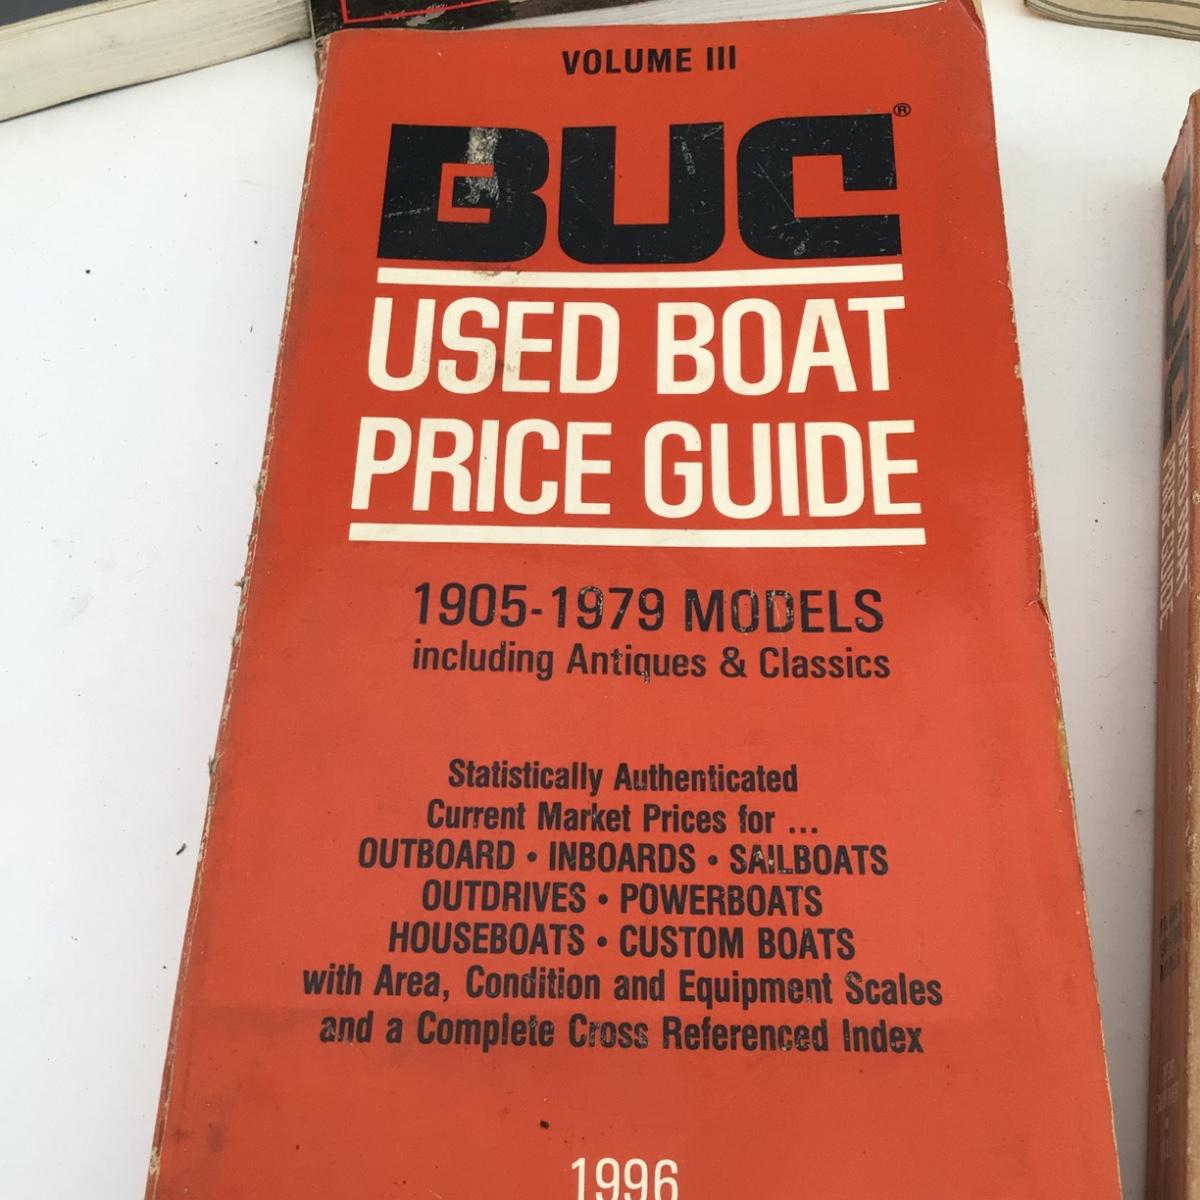 VOLUME III
BUC®
USED BOAT
PRICE GUIDE
1905-1979 MODELS
including Antiques & Classics
Statistically Authenticated
Current Market Prices for ...
OUTBOARD • INBOARDS • SAILBOATS
OUTDRIVES • POWERBOATS
HOUSEBOATS • CUSTOM BOATS
with Area, Condition and Equipment Scales
and a Complete Cross Referenced Index
1996